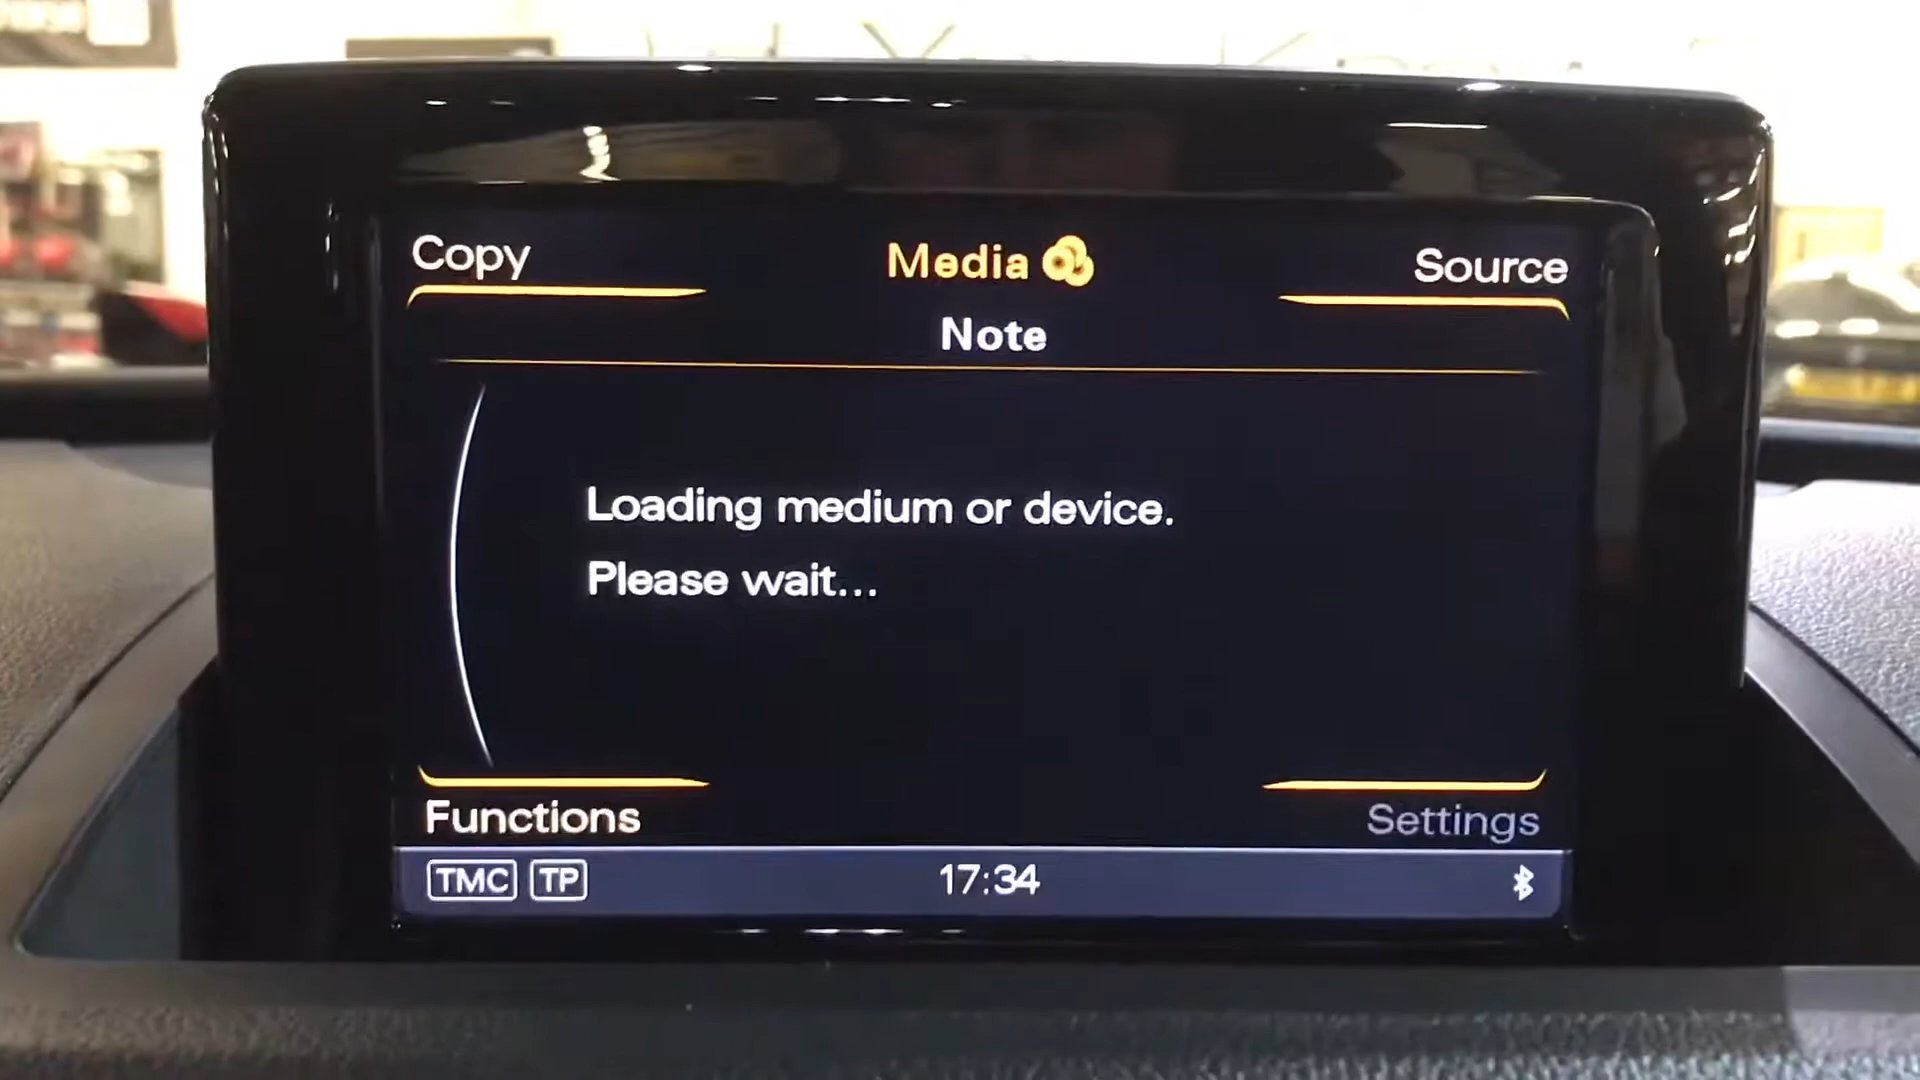 Copy
Media
Source
Note
Loading medium or device.
Please wait...
Functions
Settings
TMC TP 17:34